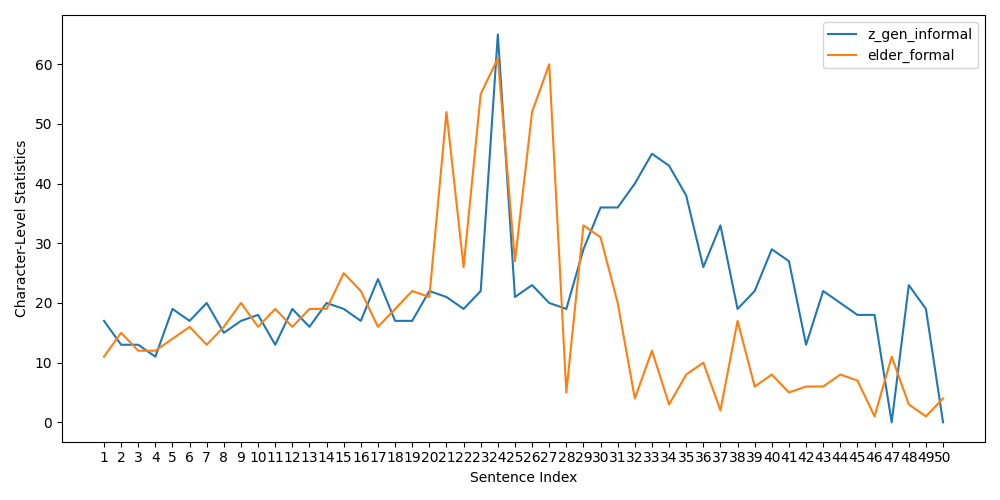 z_gen_informal
elder_formal
Character-Level Statistics
60
50
40
30
20
10
0
1 2 3 4 5 6 7 8 9 10 11 12 13 14 15 16 17 18 19 20 21 22 23 24 25 26 27 28 29 30 31 32 33 34 35 36 37 38 39 40 41 42 43 44 45 46 47 48 49 50
Sentence Index